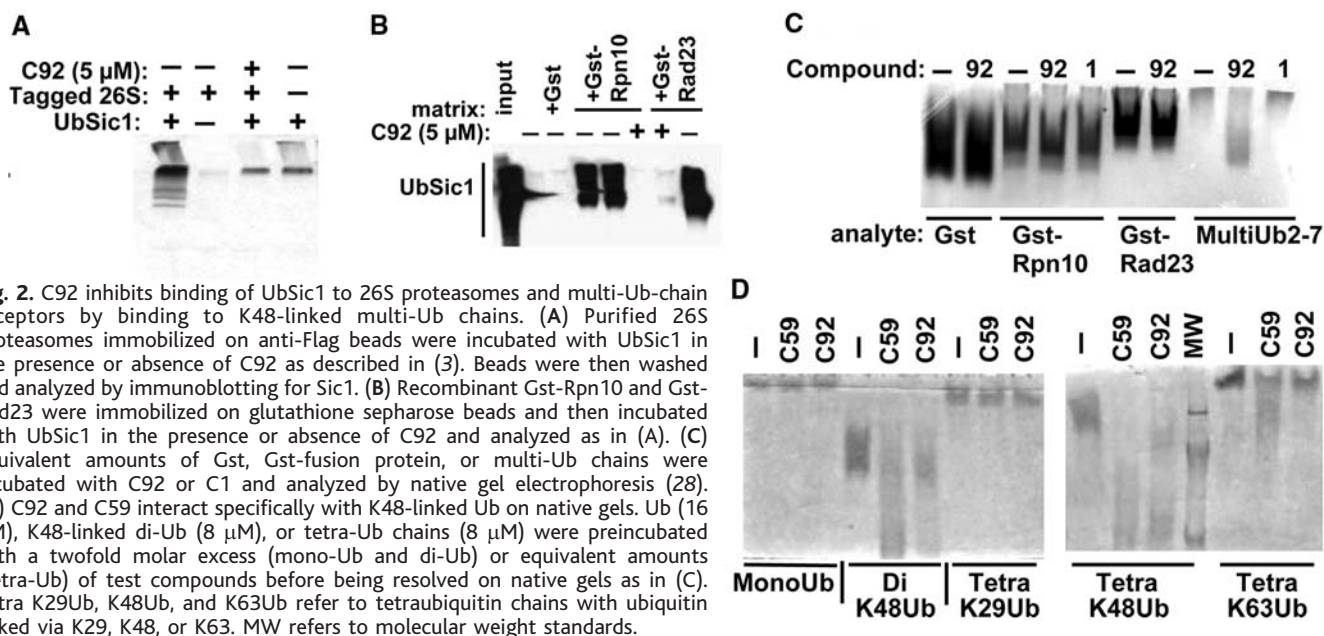 A
C92 (5 µM): — — + —
Tagged 26S: + + + —
UbSic1: + — + +
B
matrix: input +Gst +Gst-Rpn10 +Gst-Rad23
C92 (5 µM): — — — — + + —
UbSic1
C
Compound: — 92 — 92 1 — 92 — 92 1
analyte: Gst Gst-Rpn10 Gst-Rad23 MultiUb2-7
g. 2. C92 inhibits binding of UbSic1 to 26S proteasomes and multi-Ub-chain
ceptors by binding to K48-linked multi-Ub chains. (A) Purified 26S
oteasomes immobilized on anti-Flag beads were incubated with UbSic1 in
e presence or absence of C92 as described in (3). Beads were then washed
d analyzed by immunoblotting for Sic1. (B) Recombinant Gst-Rpn10 and Gst-
d23 were immobilized on glutathione sepharose beads and then incubated
th UbSic1 in the presence or absence of C92 and analyzed as in (A). (C)
uivalent amounts of Gst, Gst-fusion protein, or multi-Ub chains were
cubated with C92 or C1 and analyzed by native gel electrophoresis (28).
) C92 and C59 interact specifically with K48-linked Ub on native gels. Ub (16
M), K48-linked di-Ub (8 µM), or tetra-Ub chains (8 µM) were preincubated
th a twofold molar excess (mono-Ub and di-Ub) or equivalent amounts
etra-Ub) of test compounds before being resolved on native gels as in (C).
tra K29Ub, K48Ub, and K63Ub refer to tetraubiquitin chains with ubiquitin
ked via K29, K48, or K63. MW refers to molecular weight standards.
D
— C59 C92 — C59 C92 — C59 C92 — C59 C92 MW — C59 C92
MonoUb Di K48Ub Tetra K29Ub Tetra K48Ub Tetra K63Ub